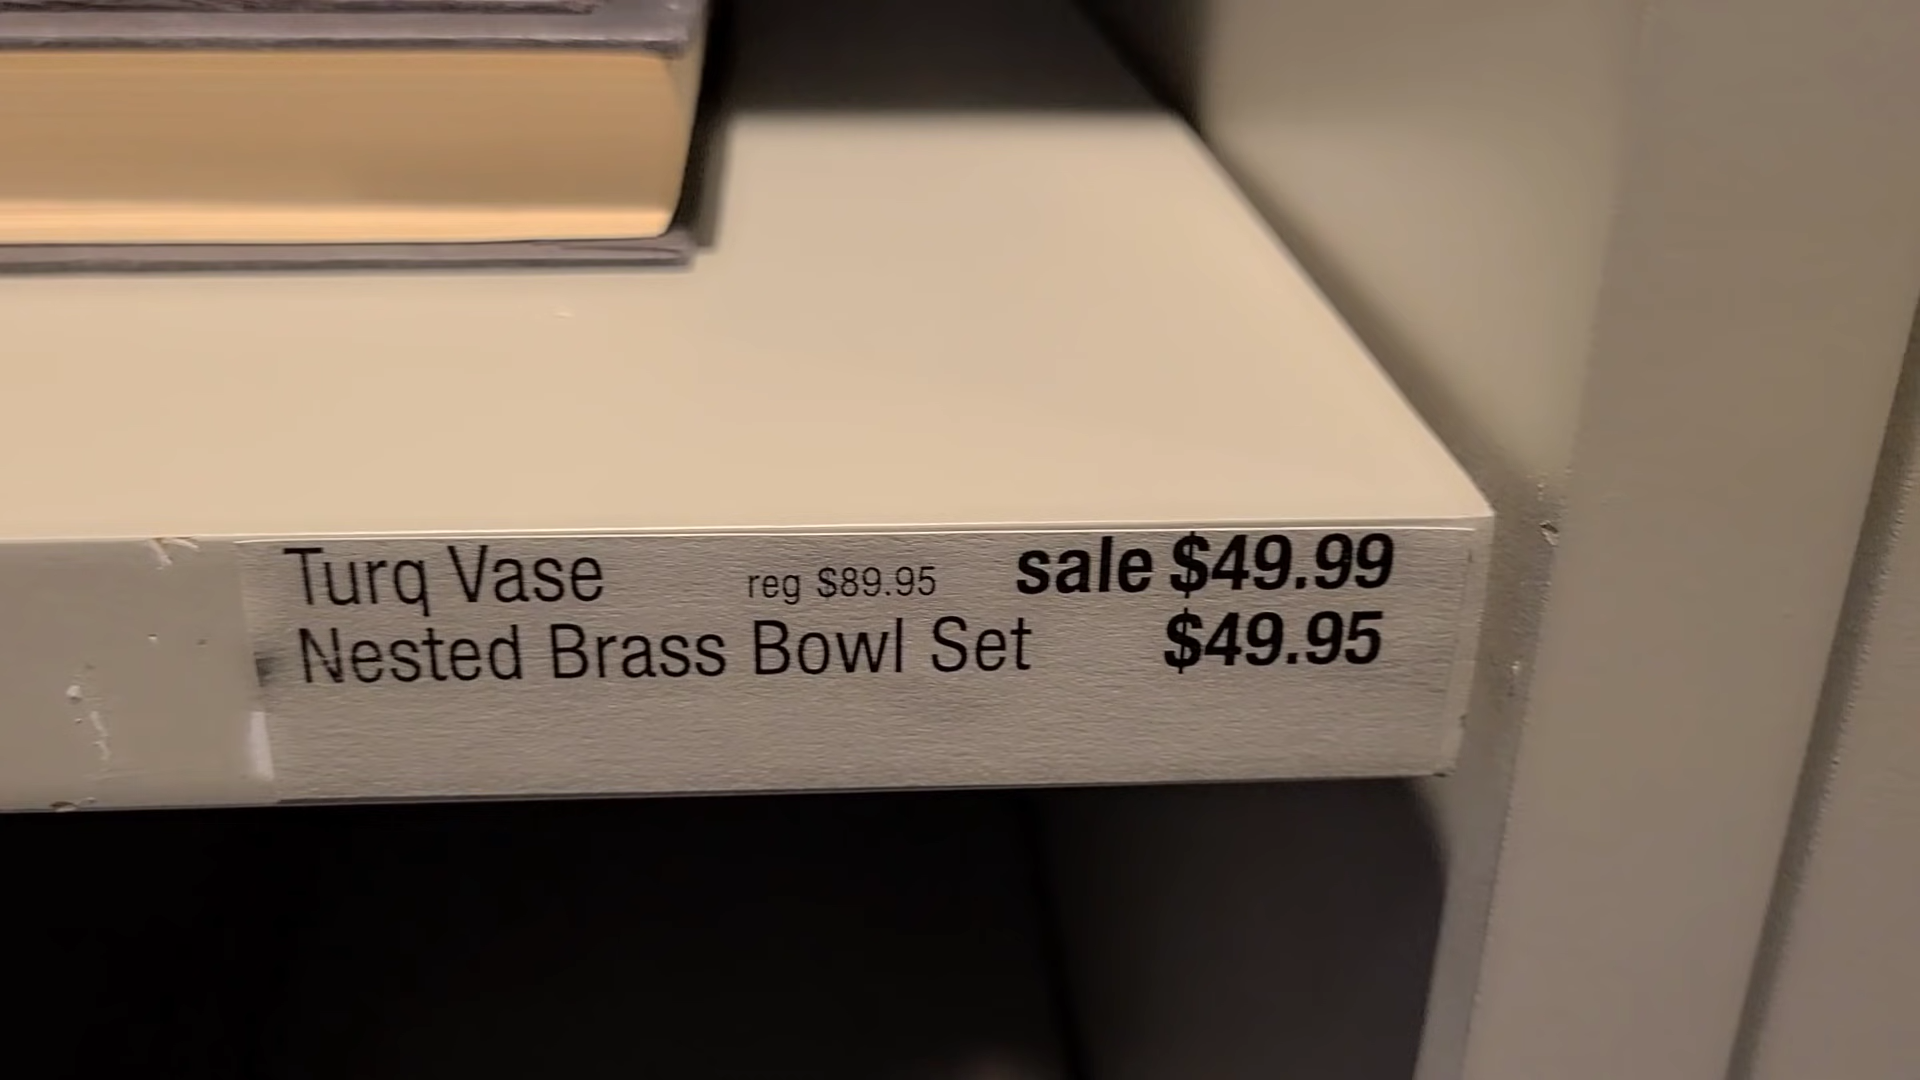 Turq Vase reg $89.95 sale $49.99
Nested Brass Bowl Set $49.95